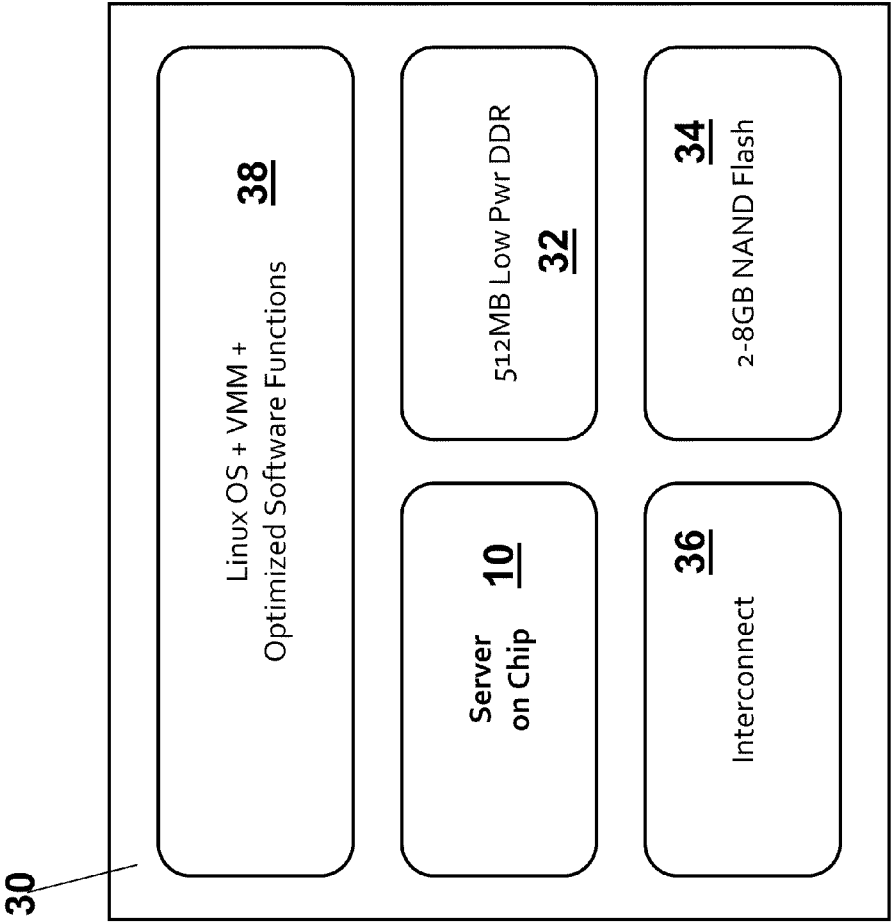 30
Linux OS + VMM +
Optimized Software Functions
38
Server
on Chip
10
512MB Low Pwr DDR
32
Interconnect
36
2-8GB NAND Flash
34